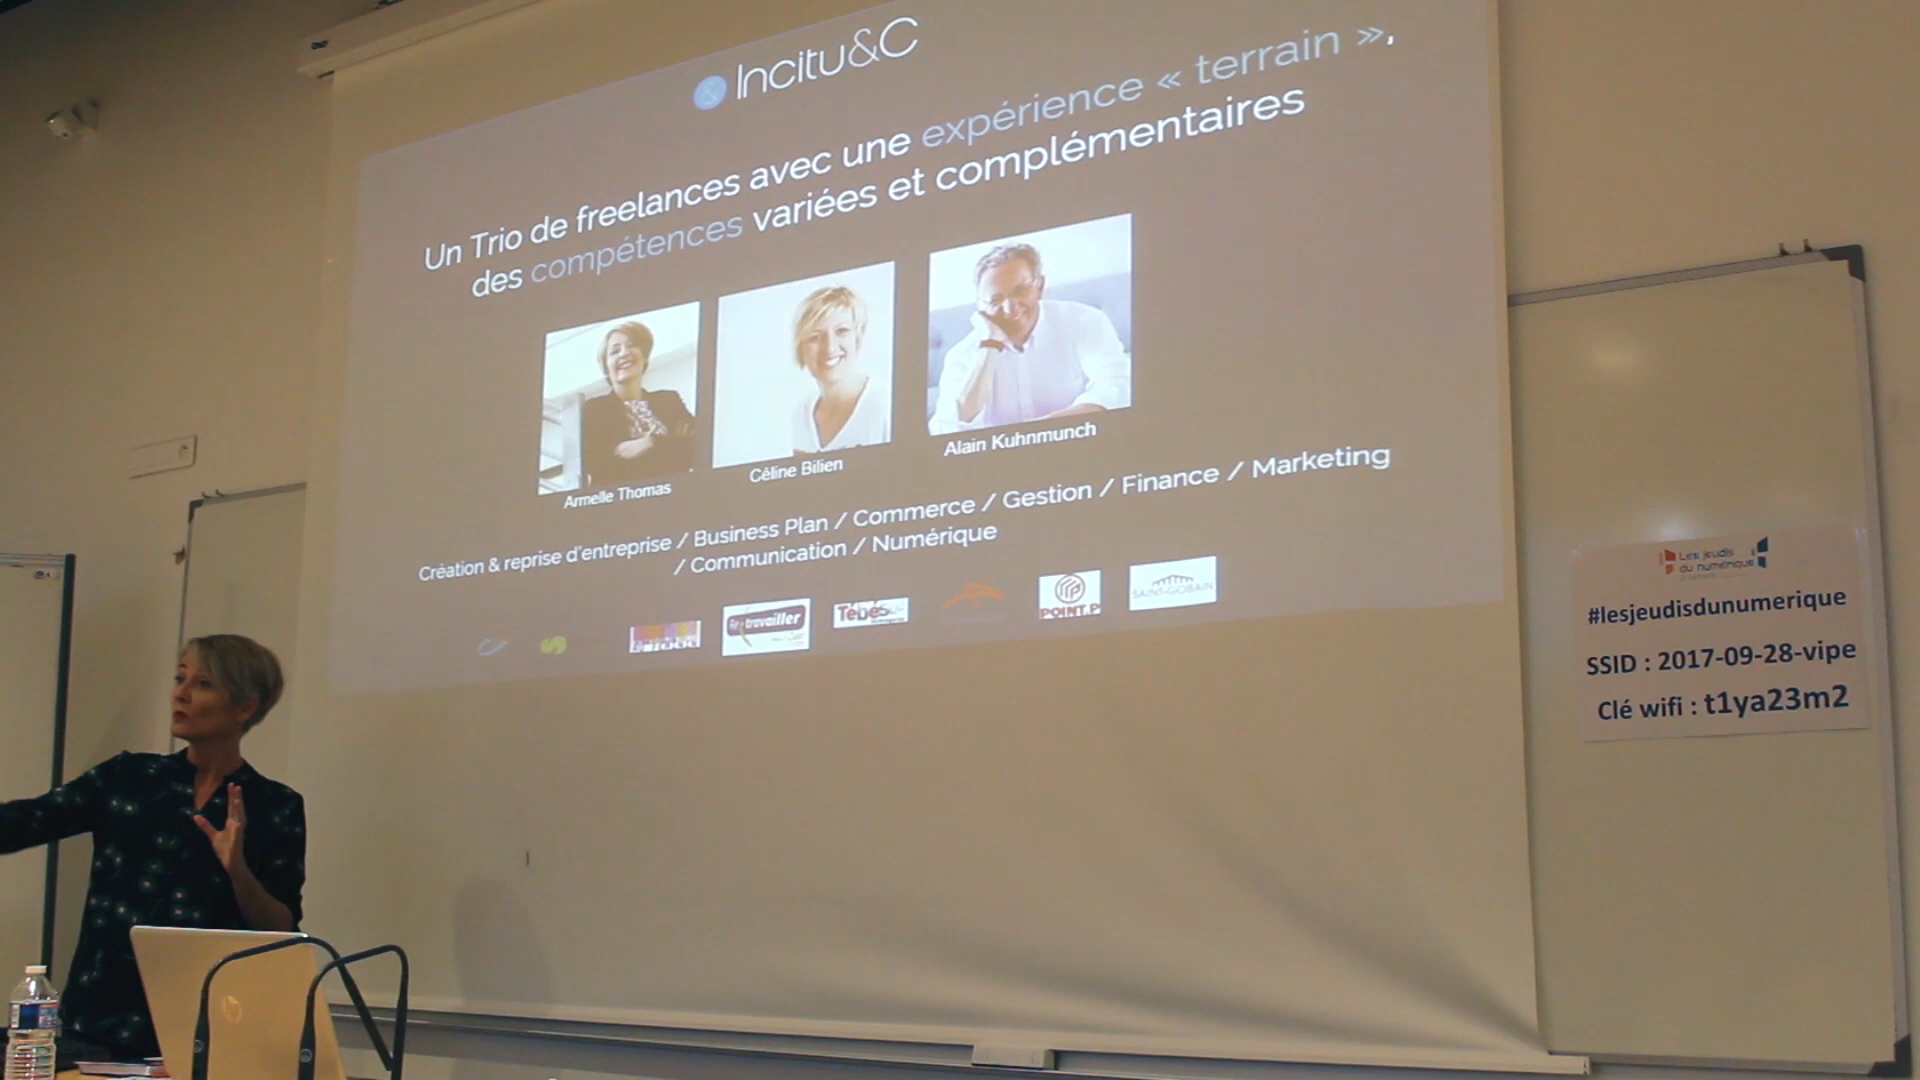 Incitu&C
Un Trio de freelances avec une expérience « terrain »,
des compétences variées et complémentaires
Armelle Thomas
Céline Bilien
Alain Kuhnmunch
Création & reprise d'entreprise / Business Plan / Commerce / Gestion / Finance / Marketing
/ Communication / Numérique
Re travailler
TébéSud
POINT.P
SAINT-GOBAIN
Les jeudis
du numérique
#lesjeudisdunumerique
SSID : 2017-09-28-vipe
Clé wifi : t1ya23m2